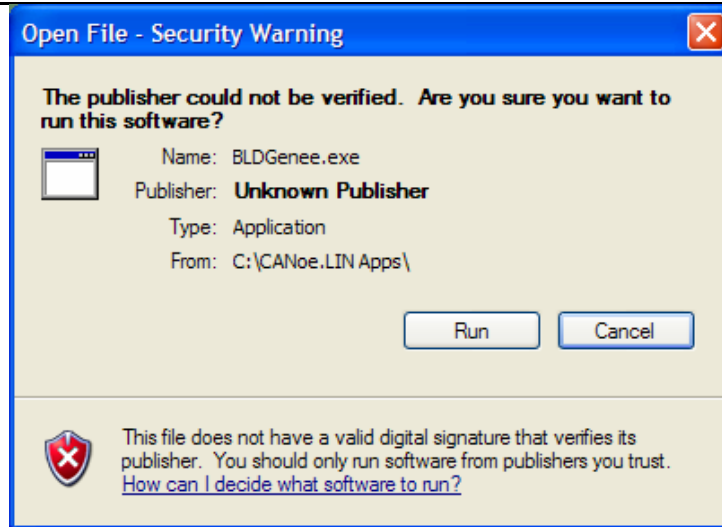 Open File - Security Warning
The publisher could not be verified. Are you sure you want to
run this software?
Name: BLDGenee.exe
Publisher: Unknown Publisher
Type: Application
From: C:\CANoe.LIN Apps\
Run Cancel
This file does not have a valid digital signature that verifies its
publisher. You should only run software from publishers you trust.
How can I decide what software to run?